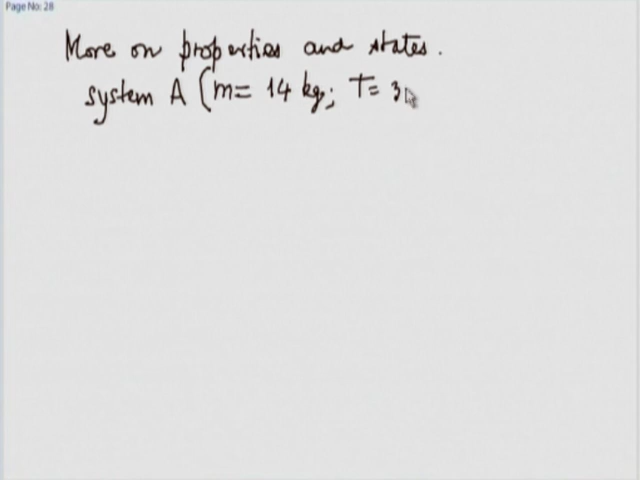 Page No: 28
More on properties and states.
system A (m= 14 kg; T= 3